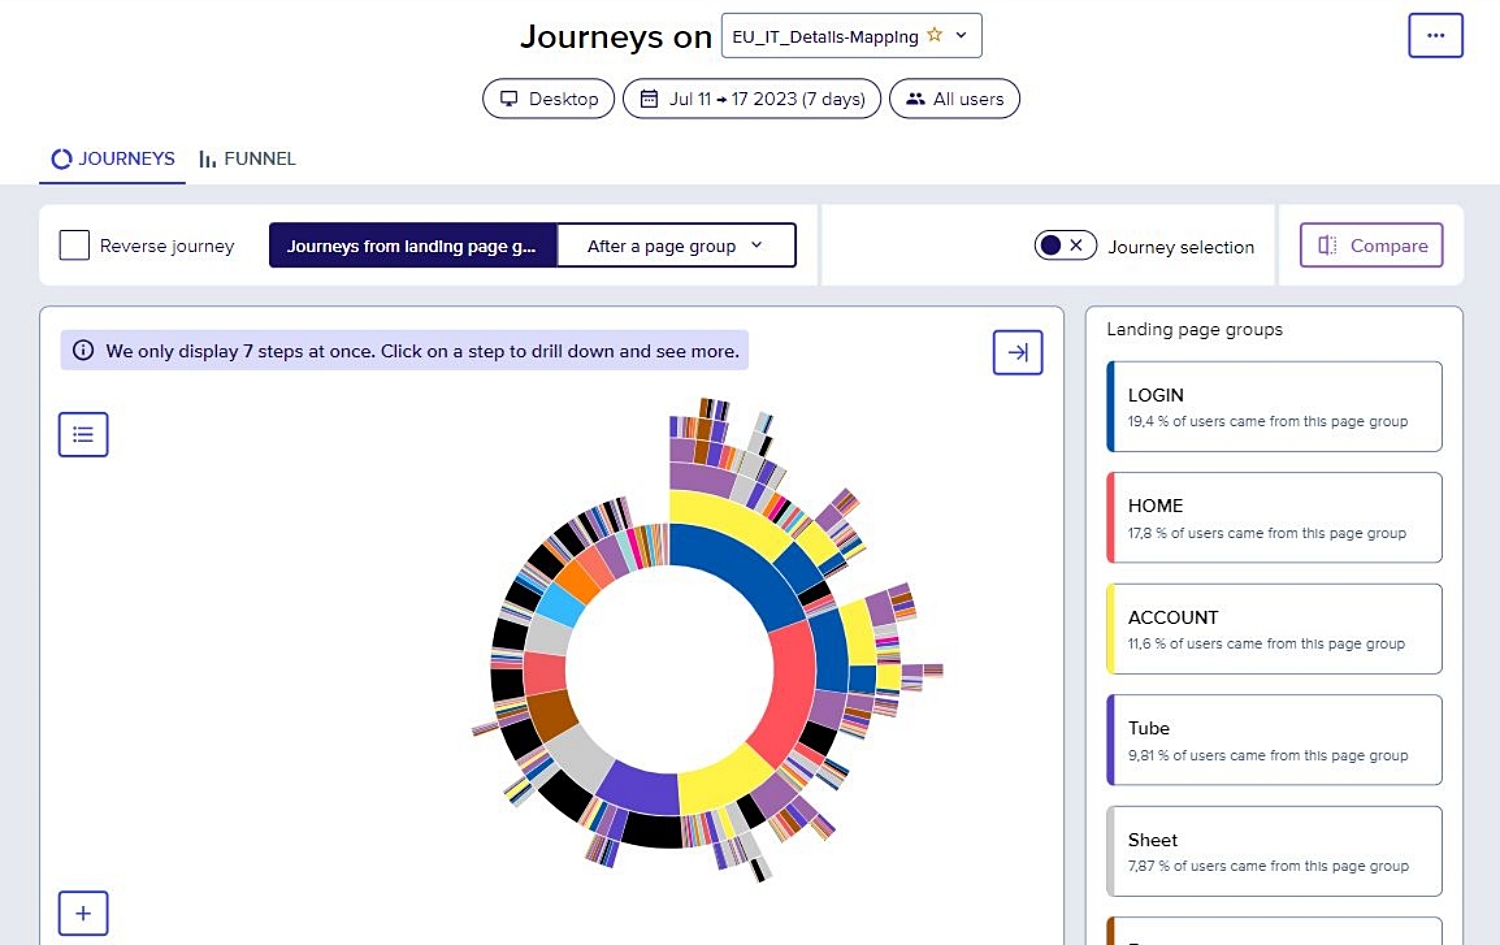 Journeys on EU_IT_Details-Mapping
Desktop Jul 11 → 17 2023 (7 days) All users
JOURNEYS FUNNEL
Reverse journey Journeys from landing page g... After a page group Journey selection Compare
We only display 7 steps at once. Click on a step to drill down and see more.
Landing page groups
LOGIN
19,4 % of users came from this page group
HOME
17,8 % of users came from this page group
ACCOUNT
11,6 % of users came from this page group
Tube
9,81 % of users came from this page group
Sheet
7,87 % of users came from this page group